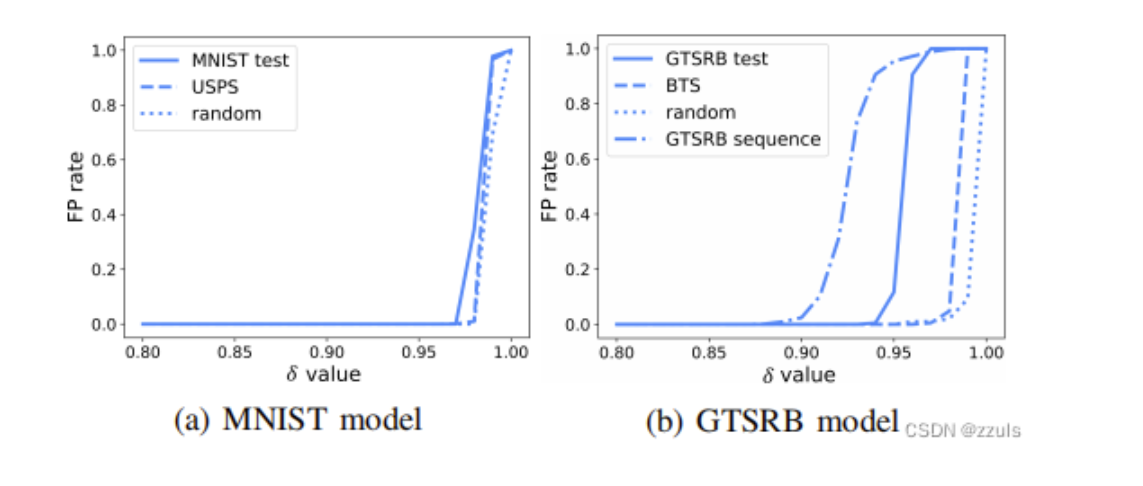 MNIST test
USPS
random
1.0
0.8
0.6
0.4
0.2
0.0
FP rate
0.80 0.85 0.90 0.95 1.00
δ value
(a) MNIST model
GTSRB test
BTS
random
GTSRB sequence
1.0
0.8
0.6
0.4
0.2
0.0
FP rate
0.80 0.85 0.90 0.95 1.00
δ value
(b) GTSRB model
CSDN @zzuls